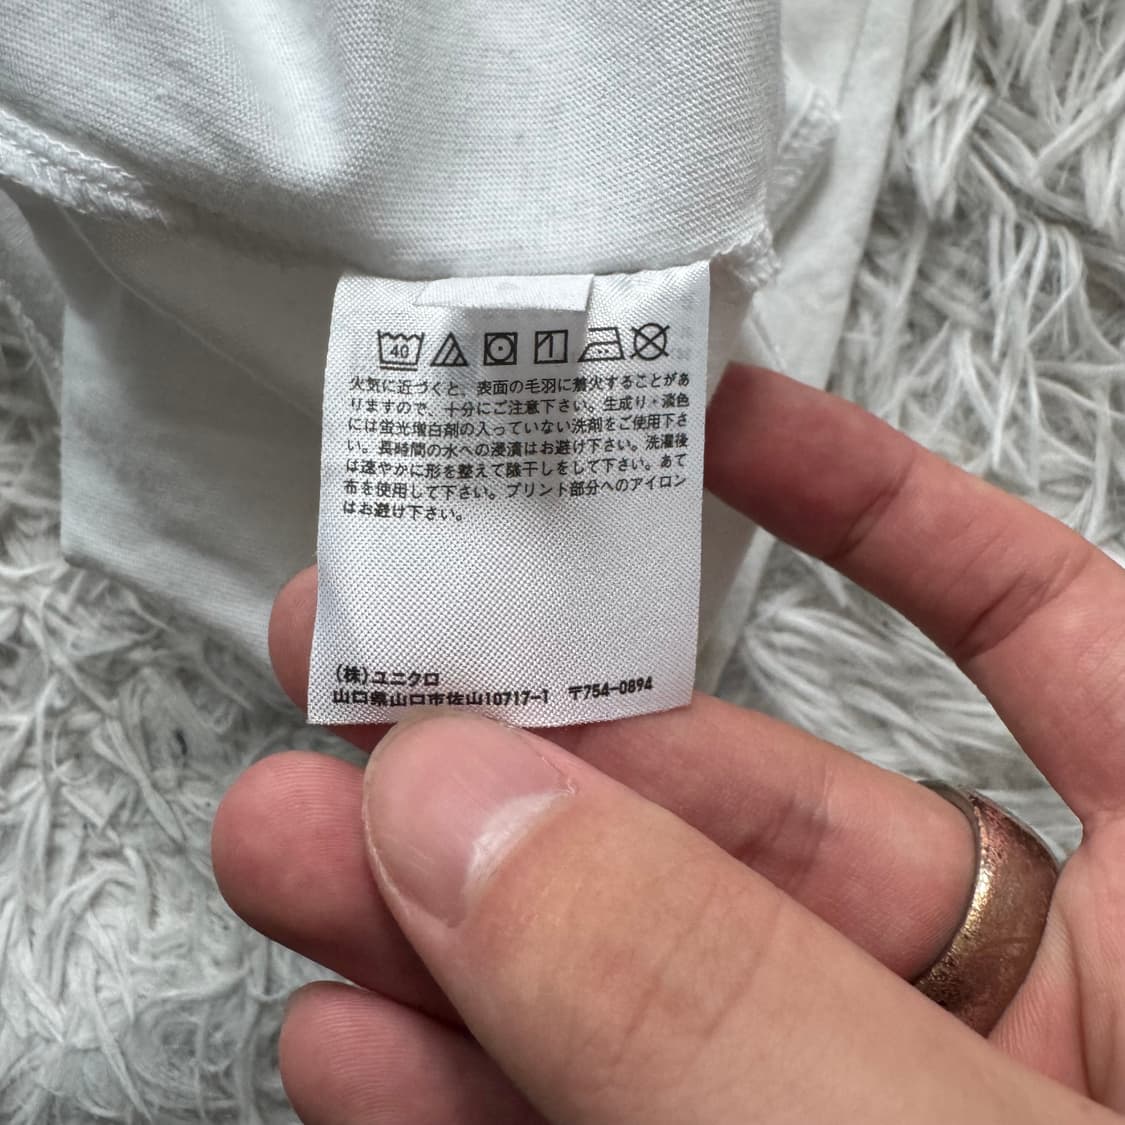 40
火気に近づくと、表面の毛羽に着火することがあ
りますので、十分にご注意下さい。生成り・淡色
には蛍光増白剤の入っていない洗剤をご使用下さ
い。長時間の水への浸漬はお避け下さい。洗濯後
は速やかに形を整えて陰干しをして下さい。あて
布を使用して下さい。プリント部分へのアイロン
はお避け下さい。
(株)ユニクロ
山口県山口市佐山10717-1 〒754-0894